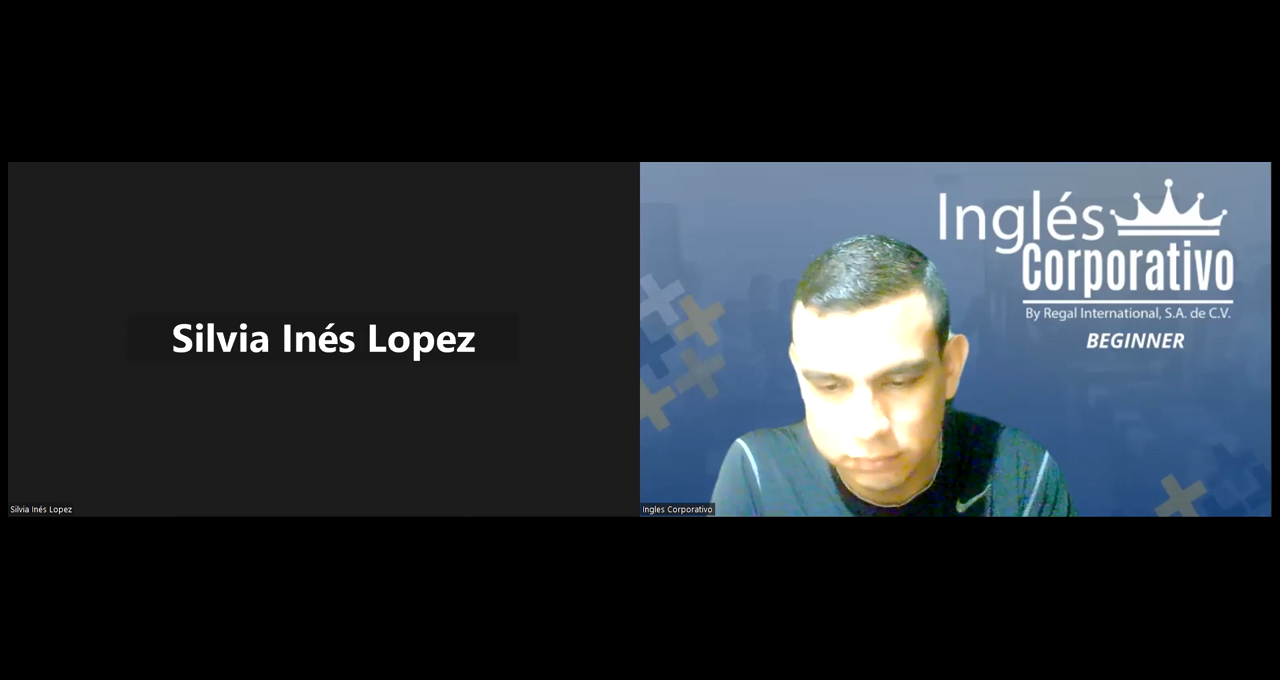 Silvia Inés Lopez
Silvia Inés Lopez
Inglés
Corporativo
By Regal International, S.A. de C.V.
BEGINNER
Ingles Corporativo